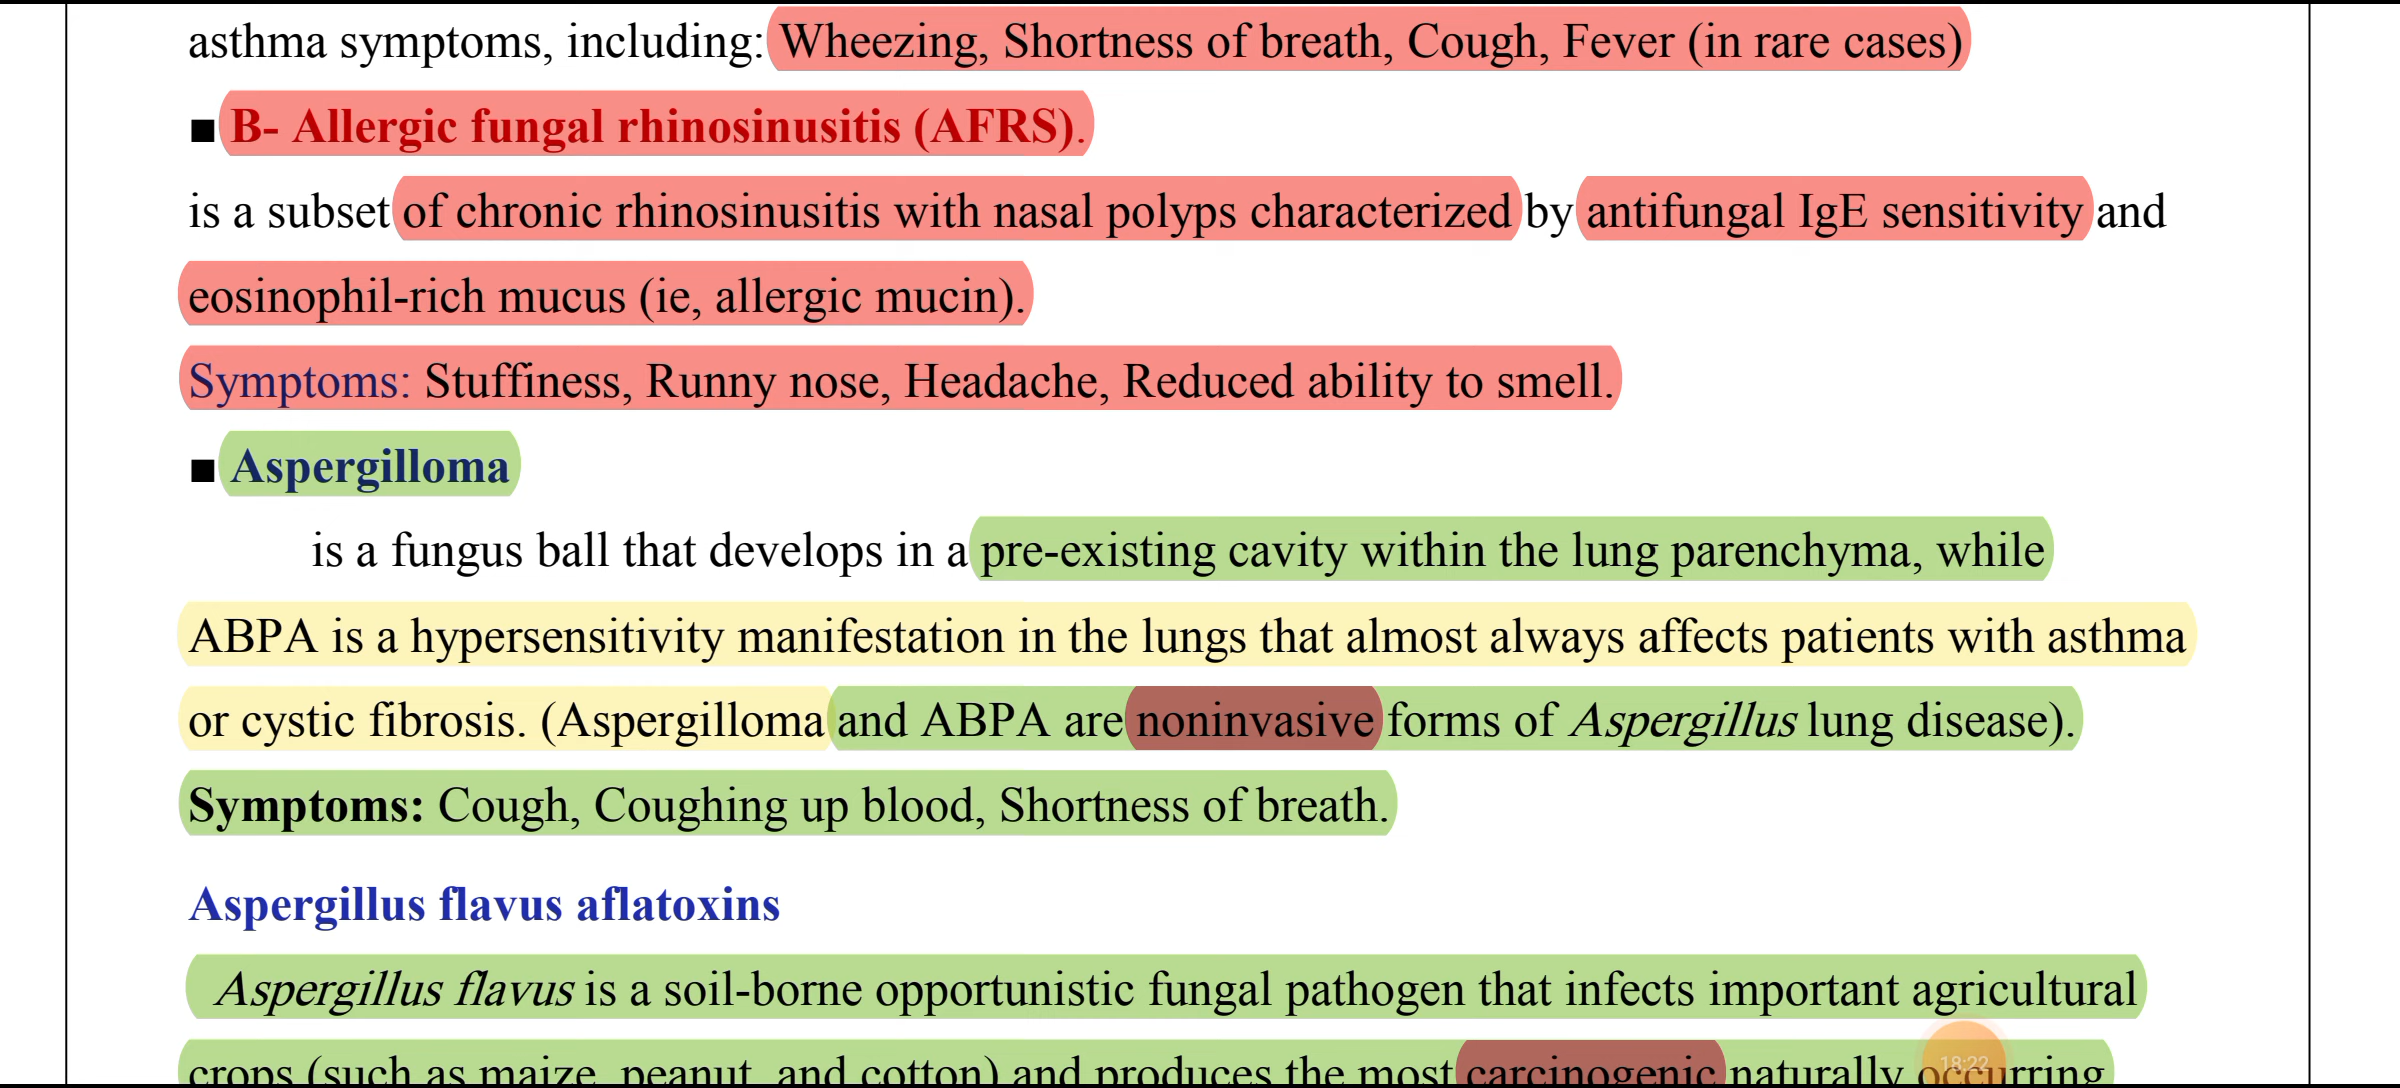 asthma symptoms, including: Wheezing, Shortness of breath, Cough, Fever (in rare cases)
■ B- Allergic fungal rhinosinusitis (AFRS).
is a subset of chronic rhinosinusitis with nasal polyps characterized by antifungal IgE sensitivity and
eosinophil-rich mucus (ie, allergic mucin).
Symptoms: Stuffiness, Runny nose, Headache, Reduced ability to smell.
■ Aspergilloma
is a fungus ball that develops in a pre-existing cavity within the lung parenchyma, while
ABPA is a hypersensitivity manifestation in the lungs that almost always affects patients with asthma
or cystic fibrosis. (Aspergilloma and ABPA are noninvasive forms of Aspergillus lung disease).
Symptoms: Cough, Coughing up blood, Shortness of breath.
Aspergillus flavus aflatoxins
Aspergillus flavus is a soil-borne opportunistic fungal pathogen that infects important agricultural
crops (such as maize, peanut, and cotton) and produces the most carcinogenic naturally occurring
18:22